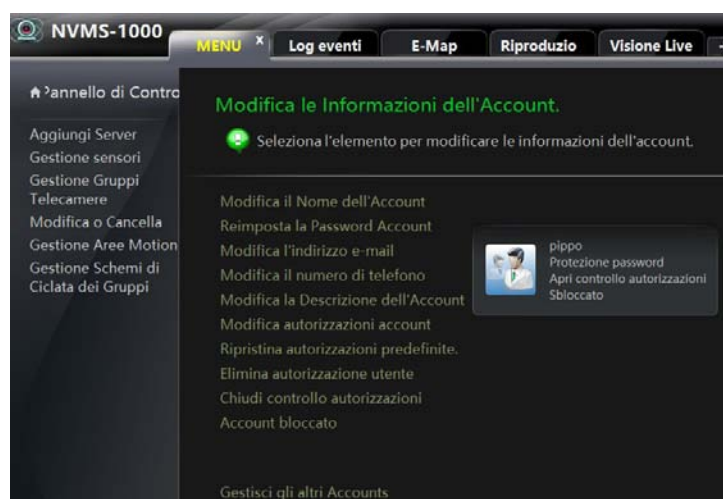 NVMS-1000
MENU x Log eventi E-Map Riproduzio Visione Live
Pannello di Contro
Modifica le Informazioni dell'Account.
Seleziona l'elemento per modificare le informazioni dell'account.
Aggiungi Server
Gestione sensori
Gestione Gruppi
Telecamere
Modifica o Cancella
Gestione Aree Motion
Gestione Schemi di
Ciclata dei Gruppi
Modifica il Nome dell'Account
Reimposta la Password Account
Modifica l'indirizzo e-mail
Modifica il numero di telefono
Modifica la Descrizione dell'Account
Modifica autorizzazioni account
Ripristina autorizzazioni predefinite.
Elimina autorizzazione utente
Chiudi controllo autorizzazioni
Account bloccato
Gestisci gli altri Accounts
pippo
Protezione password
Apri controllo autorizzazioni
Sbloccato